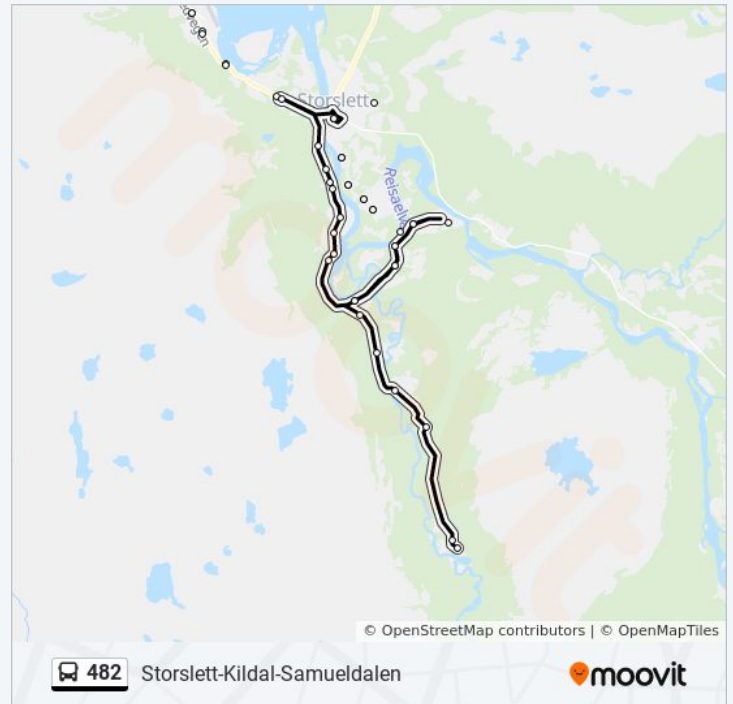 Storslett
Reisaelva
© OpenStreetMap contributors | © OpenMapTiles
482 Storslett-Kildal-Samueldalen
moovit